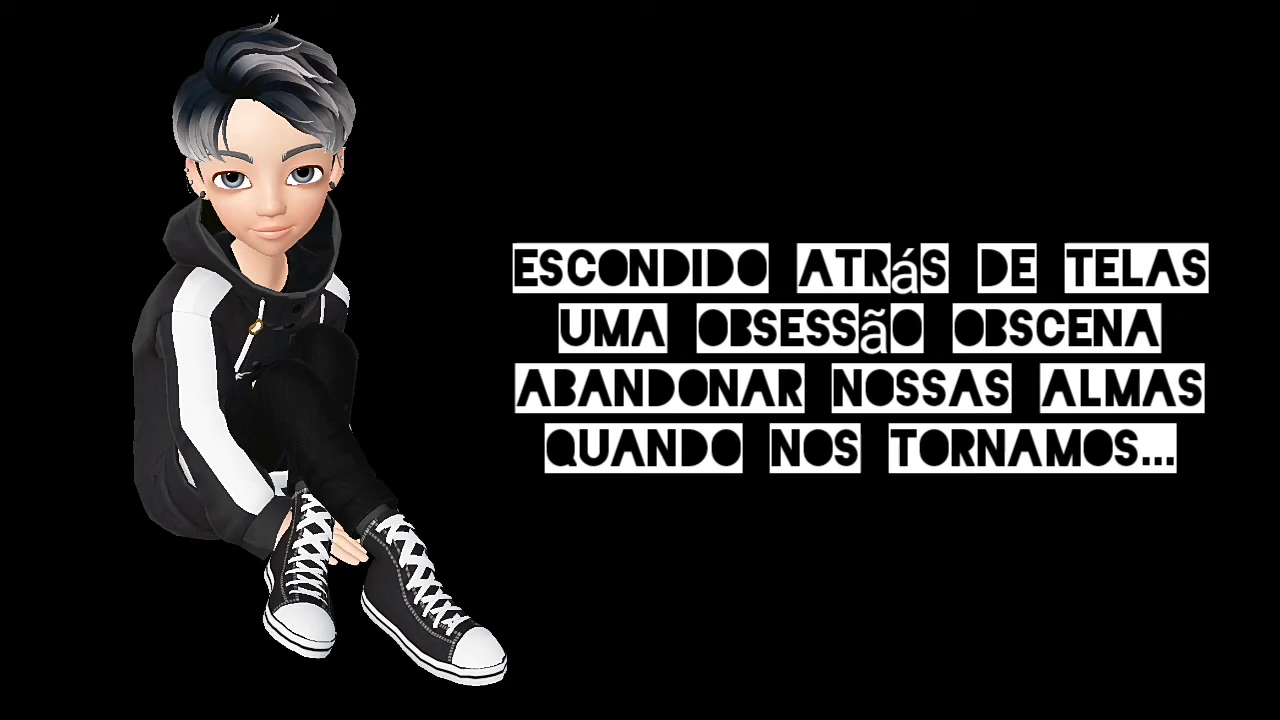 ESCONDIDO ATRáS DE TELAS
UMA OBSESSãO OBSCENA
ABANDONAR NOSSAS ALMAS
QUANDO NOS TORNAMOS...